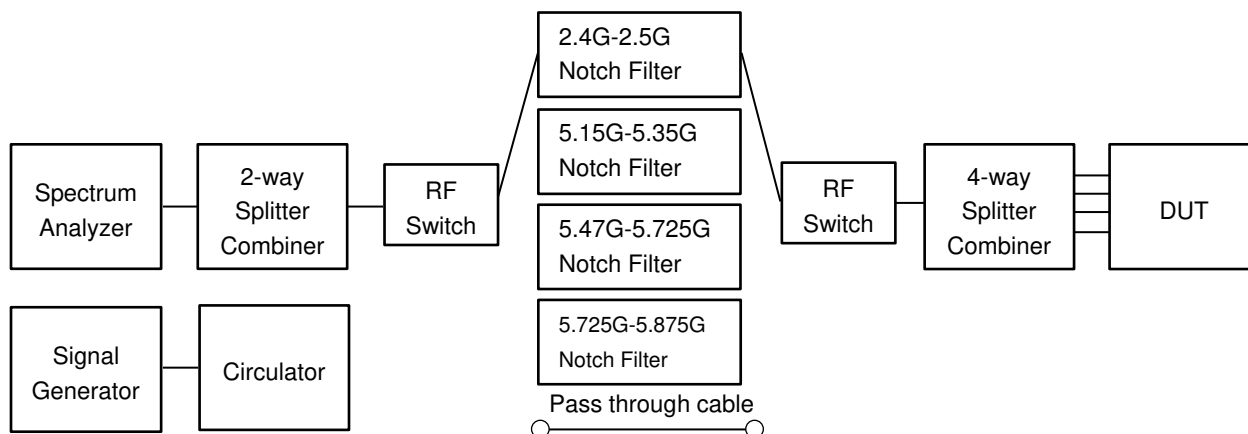 2.4G-2.5G
Notch Filter
5.15G-5.35G
Notch Filter
5.47G-5.725G
Notch Filter
5.725G-5.875G
Notch Filter
Pass through cable
Spectrum
Analyzer
2-way
Splitter
Combiner
RF
Switch
RF
Switch
4-way
Splitter
Combiner
DUT
Signal
Generator
Circulator